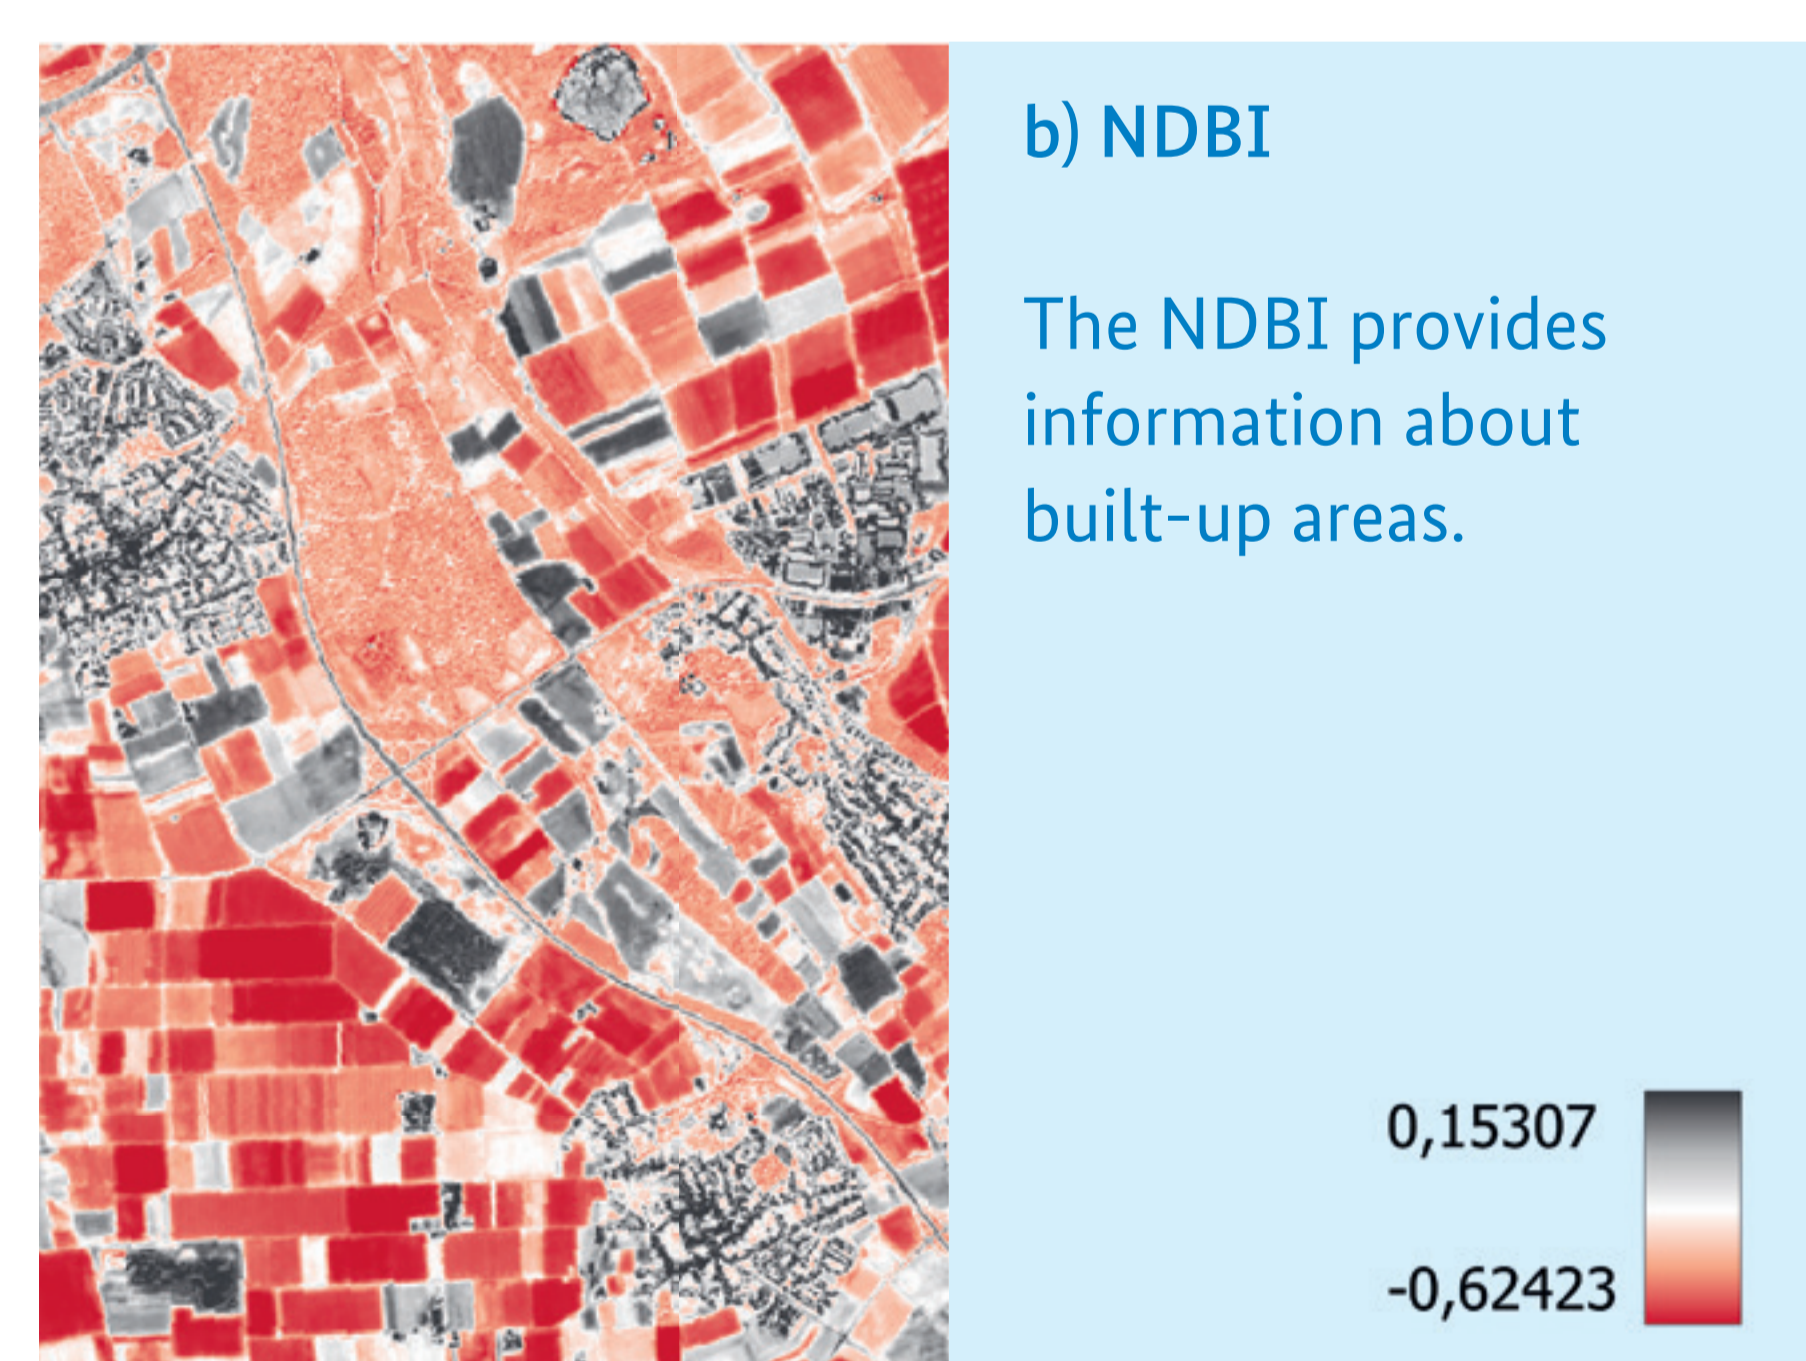 b) NDBI
The NDBI provides
information about
built-up areas.
0,15307
-0,62423